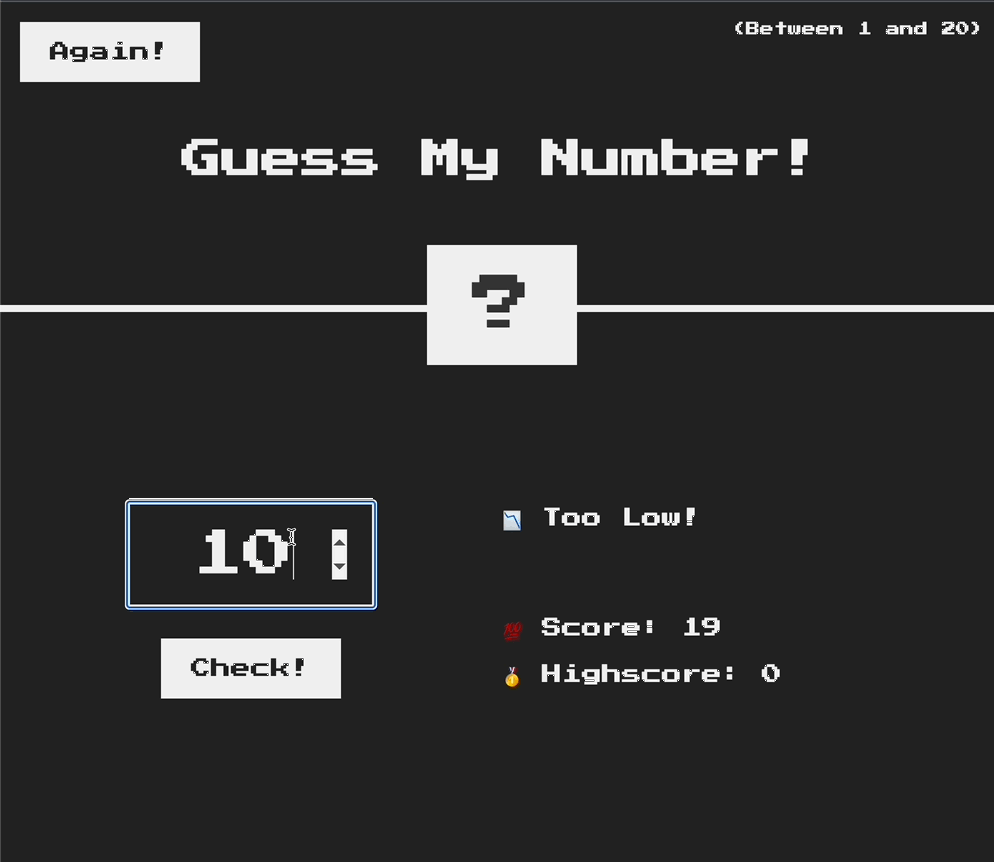 Again!
(Between 1 and 20)
Guess My Number!
?
10
📉 Too Low!
💯 Score: 19
🥇 Highscore: 0
Check!